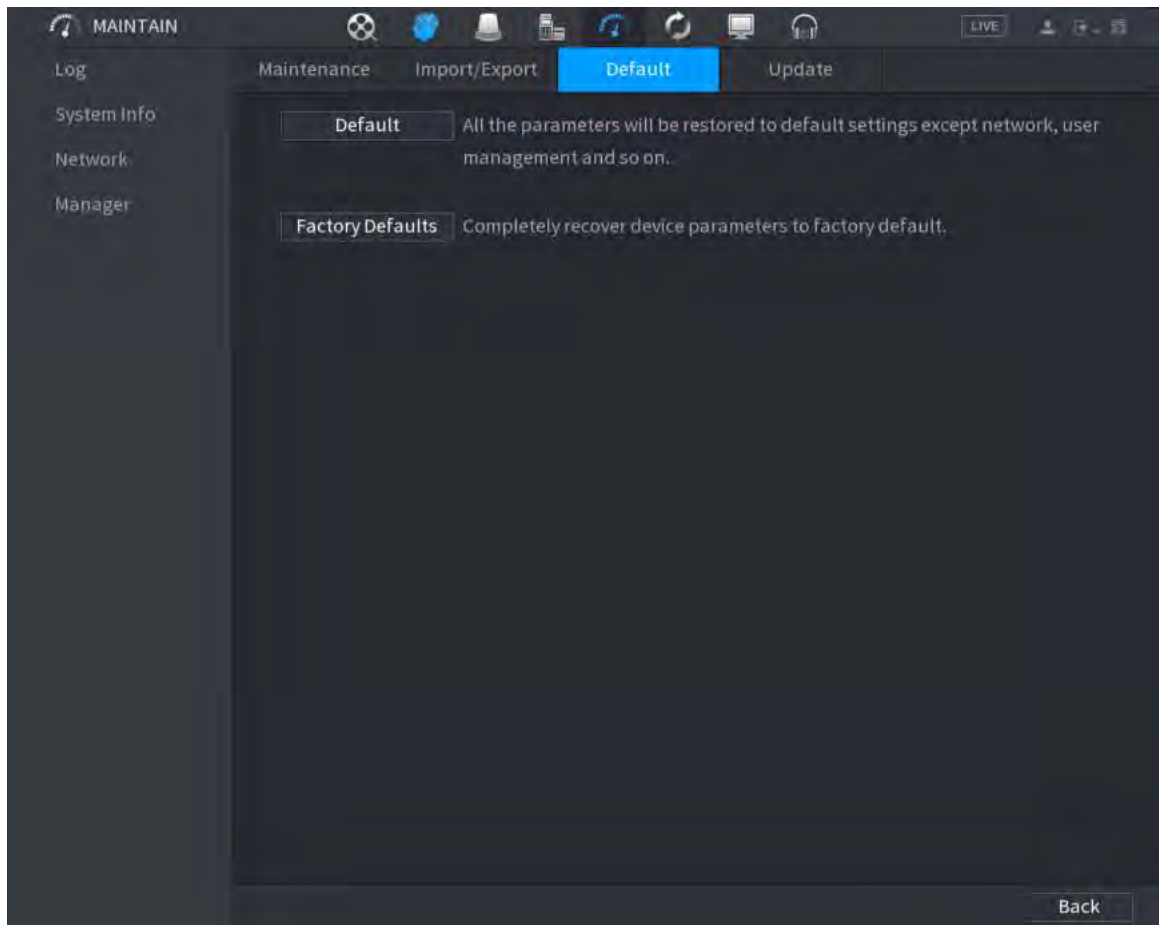 MAINTAIN
LIVE
Log
System Info
Network
Manager
Maintenance Import/Export Default Update
Default All the parameters will be restored to default settings except network, user
management and so on.
Factory Defaults Completely recover device parameters to factory default.
Back